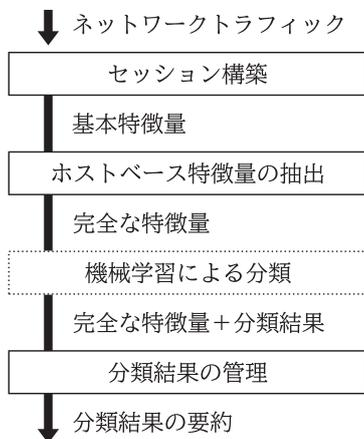 ネットワークトラフィック
セッション構築
基本特徴量
ホストベース特徴量の抽出
完全な特徴量
機械学習による分類
完全な特徴量＋分類結果
分類結果の管理
分類結果の要約